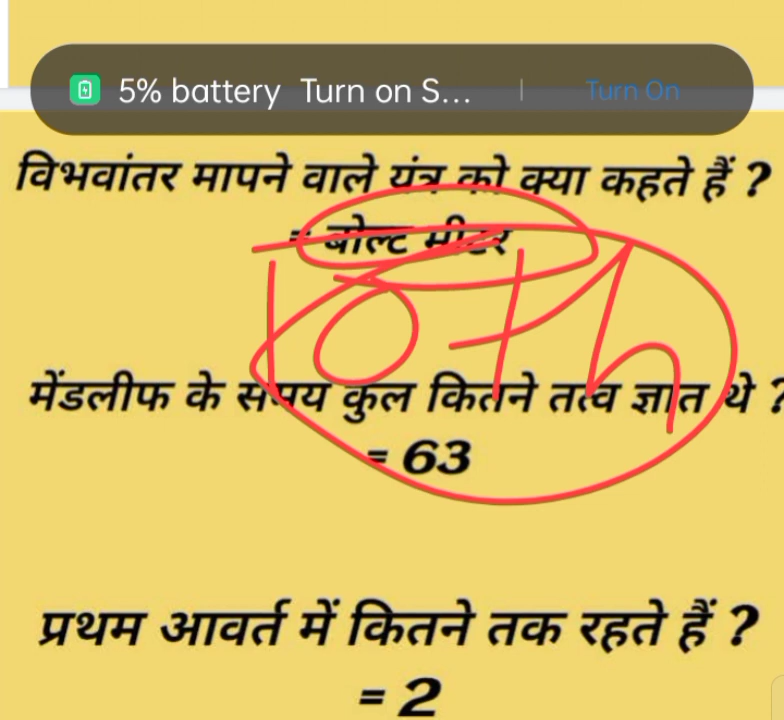 5% battery Turn on S... Turn On
विभवांतर मापने वाले यंत्र को क्या कहते हैं ?
= बोल्ट मीटर
10th
मेंडलीफ के समय कुल कितने तत्व ज्ञात थे ?
= 63
प्रथम आवर्त में कितने तक रहते हैं ?
= 2